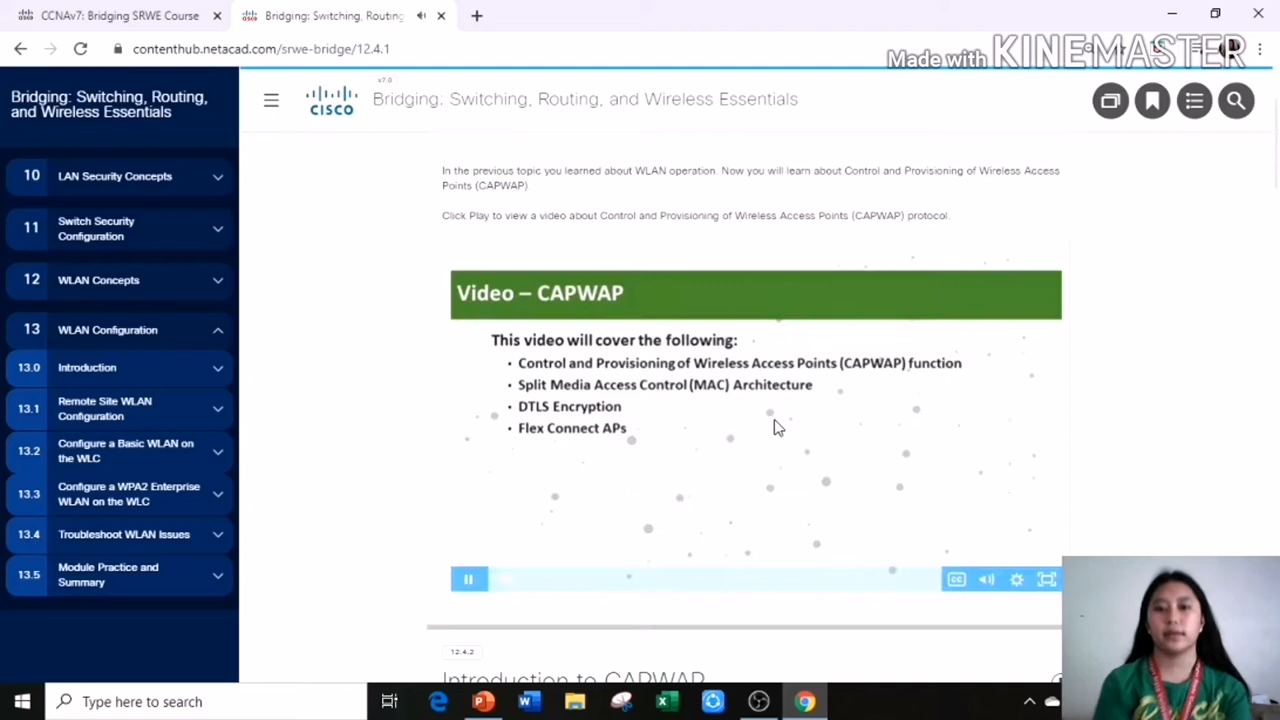 CCNAv7: Bridging SRWE Course
Bridging: Switching, Routing,
contenthub.netacad.com/srwe-bridge/12.4.1
Made with KINEMASTER
Bridging: Switching, Routing,
and Wireless Essentials
10 LAN Security Concepts
11 Switch Security
Configuration
12 WLAN Concepts
13 WLAN Configuration
13.0 Introduction
13.1 Remote Site WLAN
Configuration
13.2 Configure a Basic WLAN on
the WLC
13.3 Configure a WPA2 Enterprise
WLAN on the WLC
13.4 Troubleshoot WLAN Issues
13.5 Module Practice and
Summary
CISCO
v7.0
Bridging: Switching, Routing, and Wireless Essentials
In the previous topic you learned about WLAN operation. Now you will learn about Control and Provisioning of Wireless Access
Points (CAPWAP).
Click Play to view a video about Control and Provisioning of Wireless Access Points (CAPWAP) protocol.
Video – CAPWAP
This video will cover the following:
• Control and Provisioning of Wireless Access Points (CAPWAP) function
• Split Media Access Control (MAC) Architecture
• DTLS Encryption
• Flex Connect APs
CC
12.4.2
Introduction to CAPWAP
Type here to search